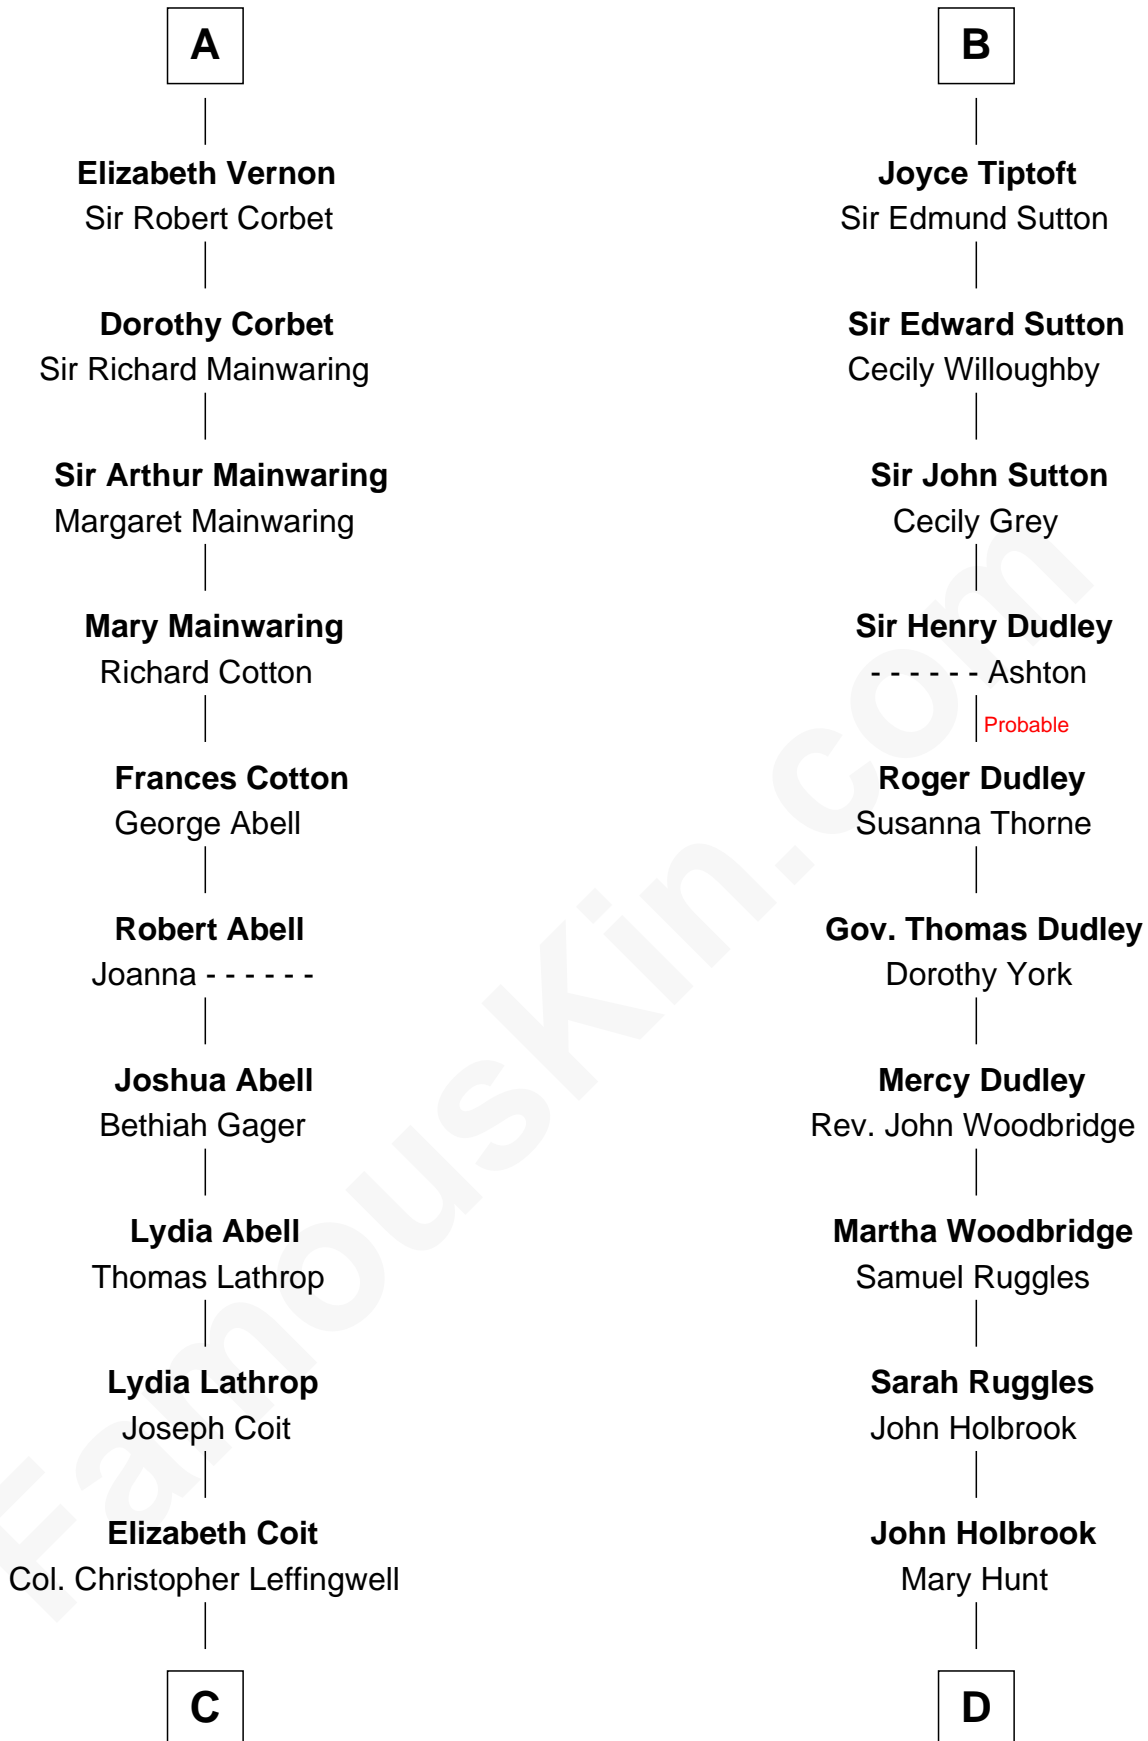 A
Elizabeth Vernon
Sir Robert Corbet
Dorothy Corbet
Sir Richard Mainwaring
Sir Arthur Mainwaring
Margaret Mainwaring
Mary Mainwaring
Richard Cotton
Frances Cotton
George Abell
Robert Abell
Joanna - - - - - -
Joshua Abell
Bethiah Gager
Lydia Abell
Thomas Lathrop
Lydia Lathrop
Joseph Coit
Elizabeth Coit
Col. Christopher Leffingwell
C
B
Joyce Tiptoft
Sir Edmund Sutton
Sir Edward Sutton
Cecily Willoughby
Sir John Sutton
Cecily Grey
Sir Henry Dudley
- - - - - - Ashton
Probable
Roger Dudley
Susanna Thorne
Gov. Thomas Dudley
Dorothy York
Mercy Dudley
Rev. John Woodbridge
Martha Woodbridge
Samuel Ruggles
Sarah Ruggles
John Holbrook
John Holbrook
Mary Hunt
D
FamousKin.com